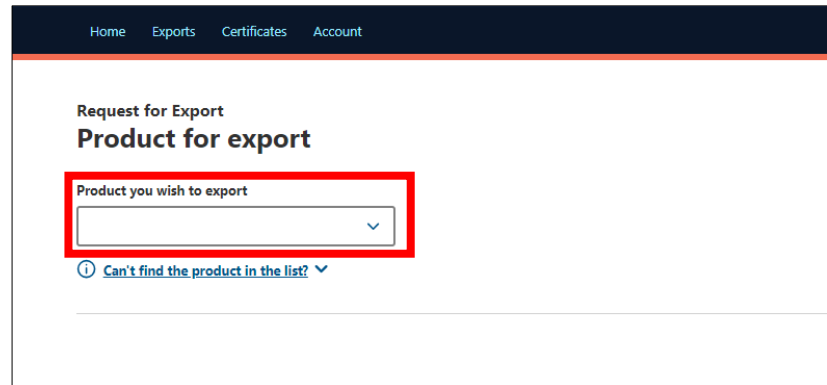 Home Exports Certificates Account
Request for Export
Product for export
Product you wish to export
Can't find the product in the list?